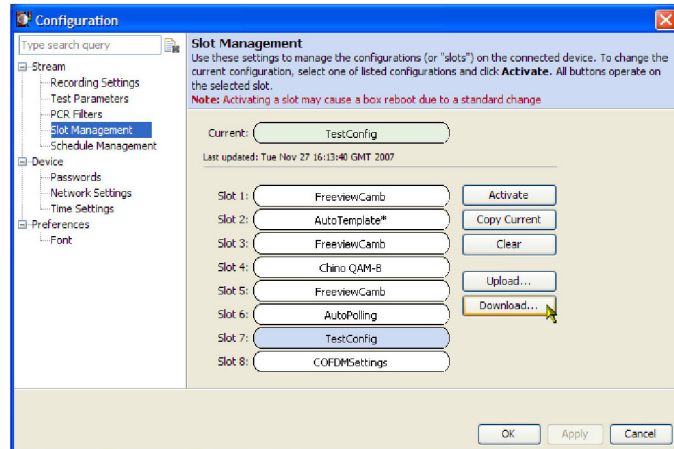 Configuration
Type search query
Stream
Recording Settings
Test Parameters
PCR Filters
Slot Management
Schedule Management
Device
Passwords
Network Settings
Time Settings
Preferences
Font
Slot Management
Use these settings to manage the configurations (or "slots") on the connected device. To change the
current configuration, select one of listed configurations and click Activate. All buttons operate on
the selected slot.
Note: Activating a slot may cause a box reboot due to a standard change
Current: TestConfig
Last updated: Tue Nov 27 16:13:40 GMT 2007
Slot 1: FreeviewCamb Activate
Slot 2: AutoTemplate* Copy Current
Slot 3: FreeviewCamb Clear
Slot 4: Chino QAM-B
Upload...
Slot 5: FreeviewCamb
Download...
Slot 6: AutoPolling
Slot 7: TestConfig
Slot 8: COFDMSettings
OK Apply Cancel